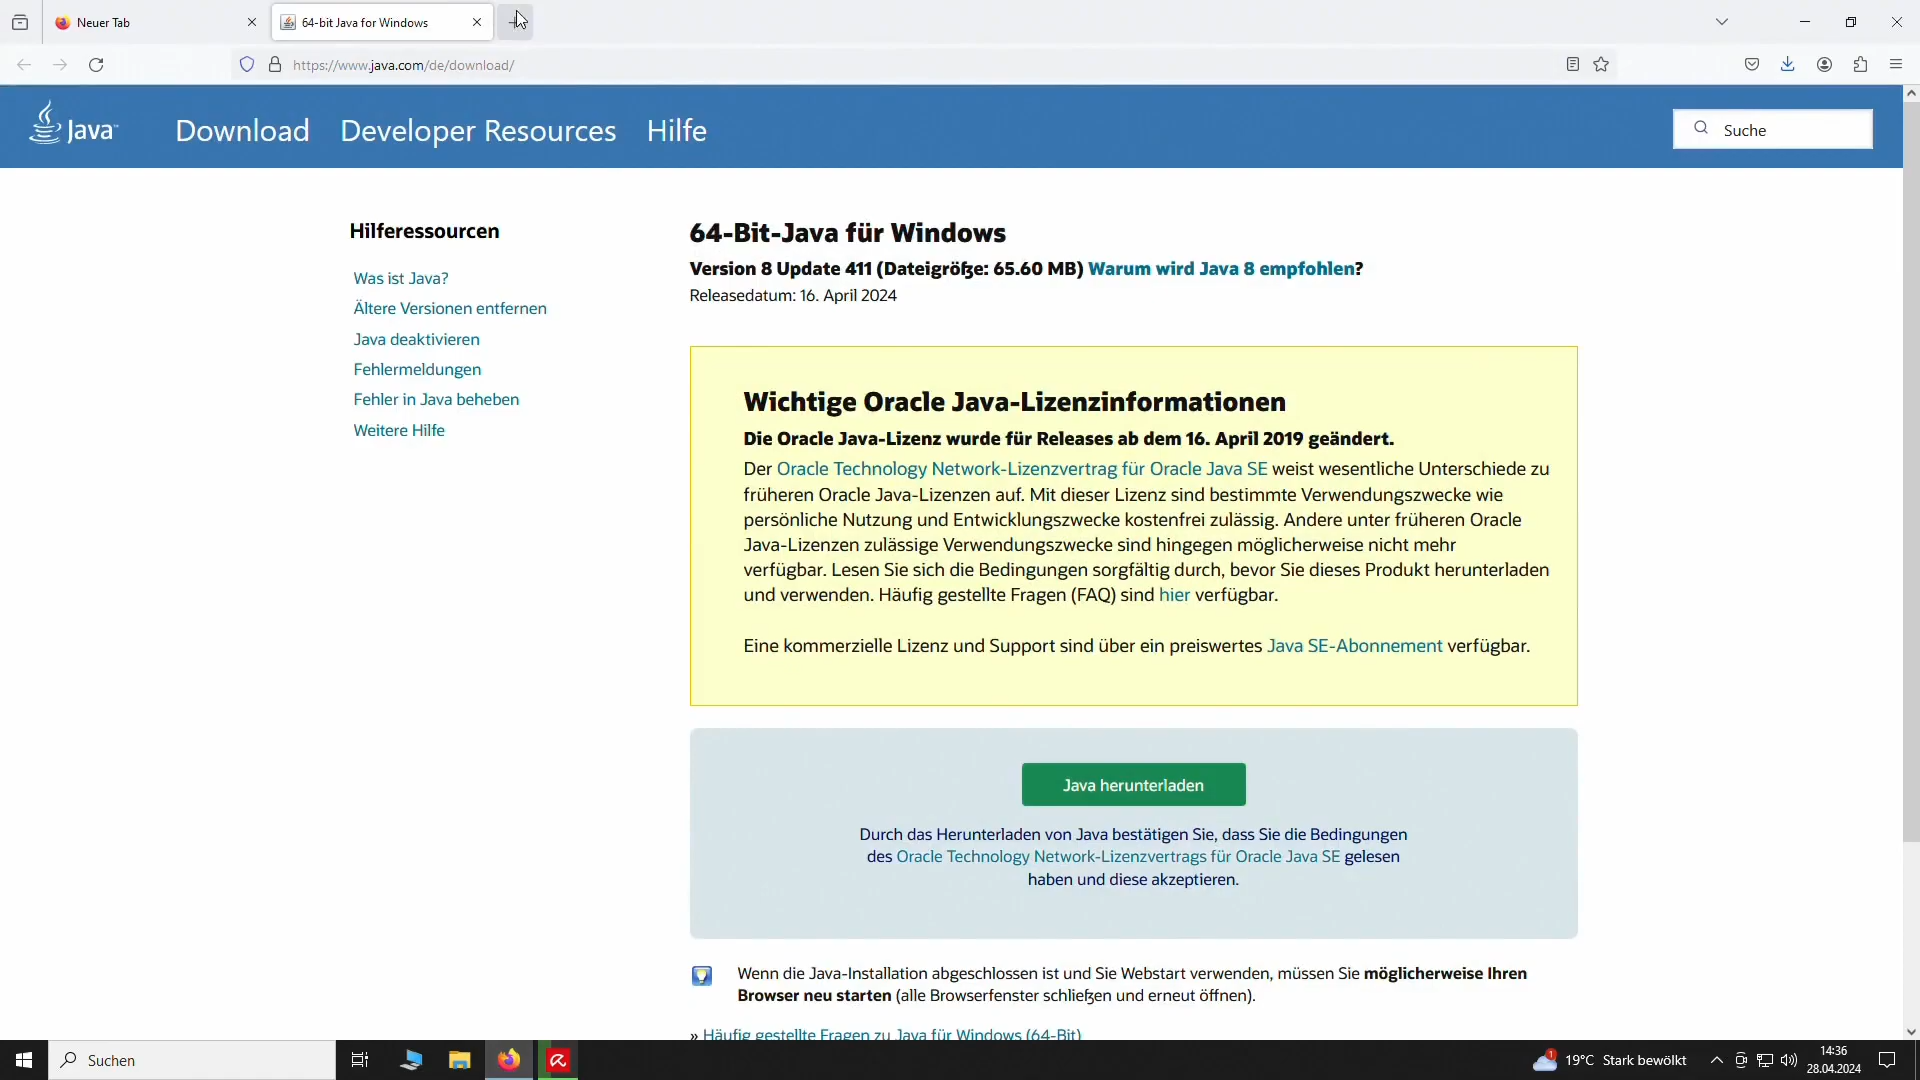 Neuer Tab
64-bit Java for Windows
https://www.java.com/de/download/
Java
Download
Developer Resources
Hilfe
Suche
Hilferessourcen
Was ist Java?
Ältere Versionen entfernen
Java deaktivieren
Fehlermeldungen
Fehler in Java beheben
Weitere Hilfe
64-Bit-Java für Windows
Version 8 Update 411 (Dateigröße: 65.60 MB) Warum wird Java 8 empfohlen?
Releasedatum: 16. April 2024
Wichtige Oracle Java-Lizenzinformationen
Die Oracle Java-Lizenz wurde für Releases ab dem 16. April 2019 geändert.
Der Oracle Technology Network-Lizenzvertrag für Oracle Java SE weist wesentliche Unterschiede zu
früheren Oracle Java-Lizenzen auf. Mit dieser Lizenz sind bestimmte Verwendungszwecke wie
persönliche Nutzung und Entwicklungszwecke kostenfrei zulässig. Andere unter früheren Oracle
Java-Lizenzen zulässige Verwendungszwecke sind hingegen möglicherweise nicht mehr
verfügbar. Lesen Sie sich die Bedingungen sorgfältig durch, bevor Sie dieses Produkt herunterladen
und verwenden. Häufig gestellte Fragen (FAQ) sind hier verfügbar.
Eine kommerzielle Lizenz und Support sind über ein preiswertes Java SE-Abonnement verfügbar.
Java herunterladen
Durch das Herunterladen von Java bestätigen Sie, dass Sie die Bedingungen
des Oracle Technology Network-Lizenzvertrags für Oracle Java SE gelesen
haben und diese akzeptieren.
Wenn die Java-Installation abgeschlossen ist und Sie Webstart verwenden, müssen Sie möglicherweise Ihren
Browser neu starten (alle Browserfenster schließen und erneut öffnen).
» Häufig gestellte Fragen zu Java für Windows (64-Bit)
Suchen
1
19°C Stark bewölkt
14:36
28.04.2024